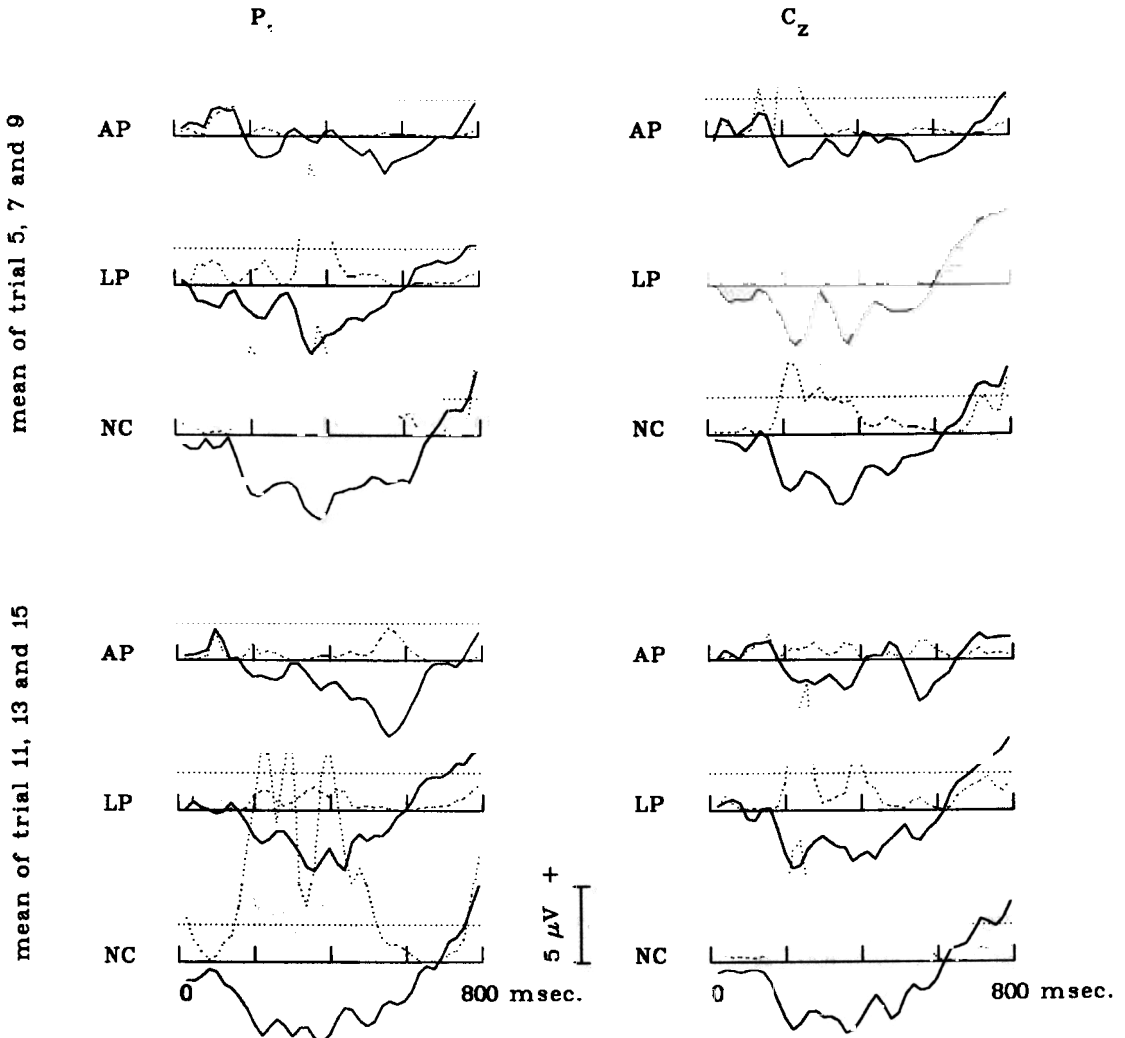 P
C z
mean of trial 5, 7 and 9
AP
AP
LP
LP
NC
NC
mean of trial 11, 13 and 15
AP
AP
LP
LP
5 μV +
NC
NC
0
800 msec.
0
800 msec.